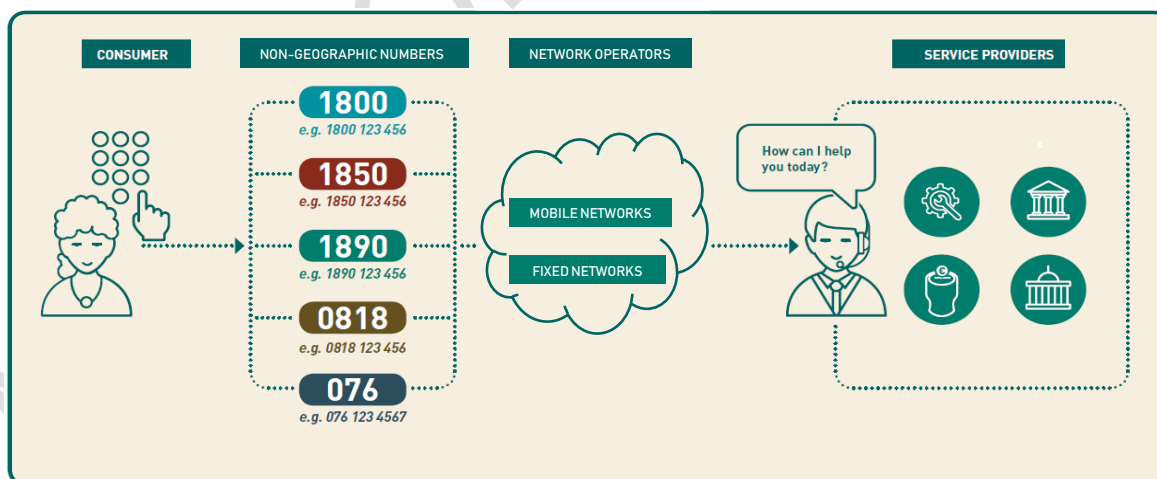 CONSUMER
NON-GEOGRAPHIC NUMBERS
NETWORK OPERATORS
SERVICE PROVIDERS
1800
e.g. 1800 123 456
1850
e.g. 1850 123 456
1890
e.g. 1890 123 456
0818
e.g. 0818 123 456
076
e.g. 076 123 4567
MOBILE NETWORKS
FIXED NETWORKS
How can I help
you today?